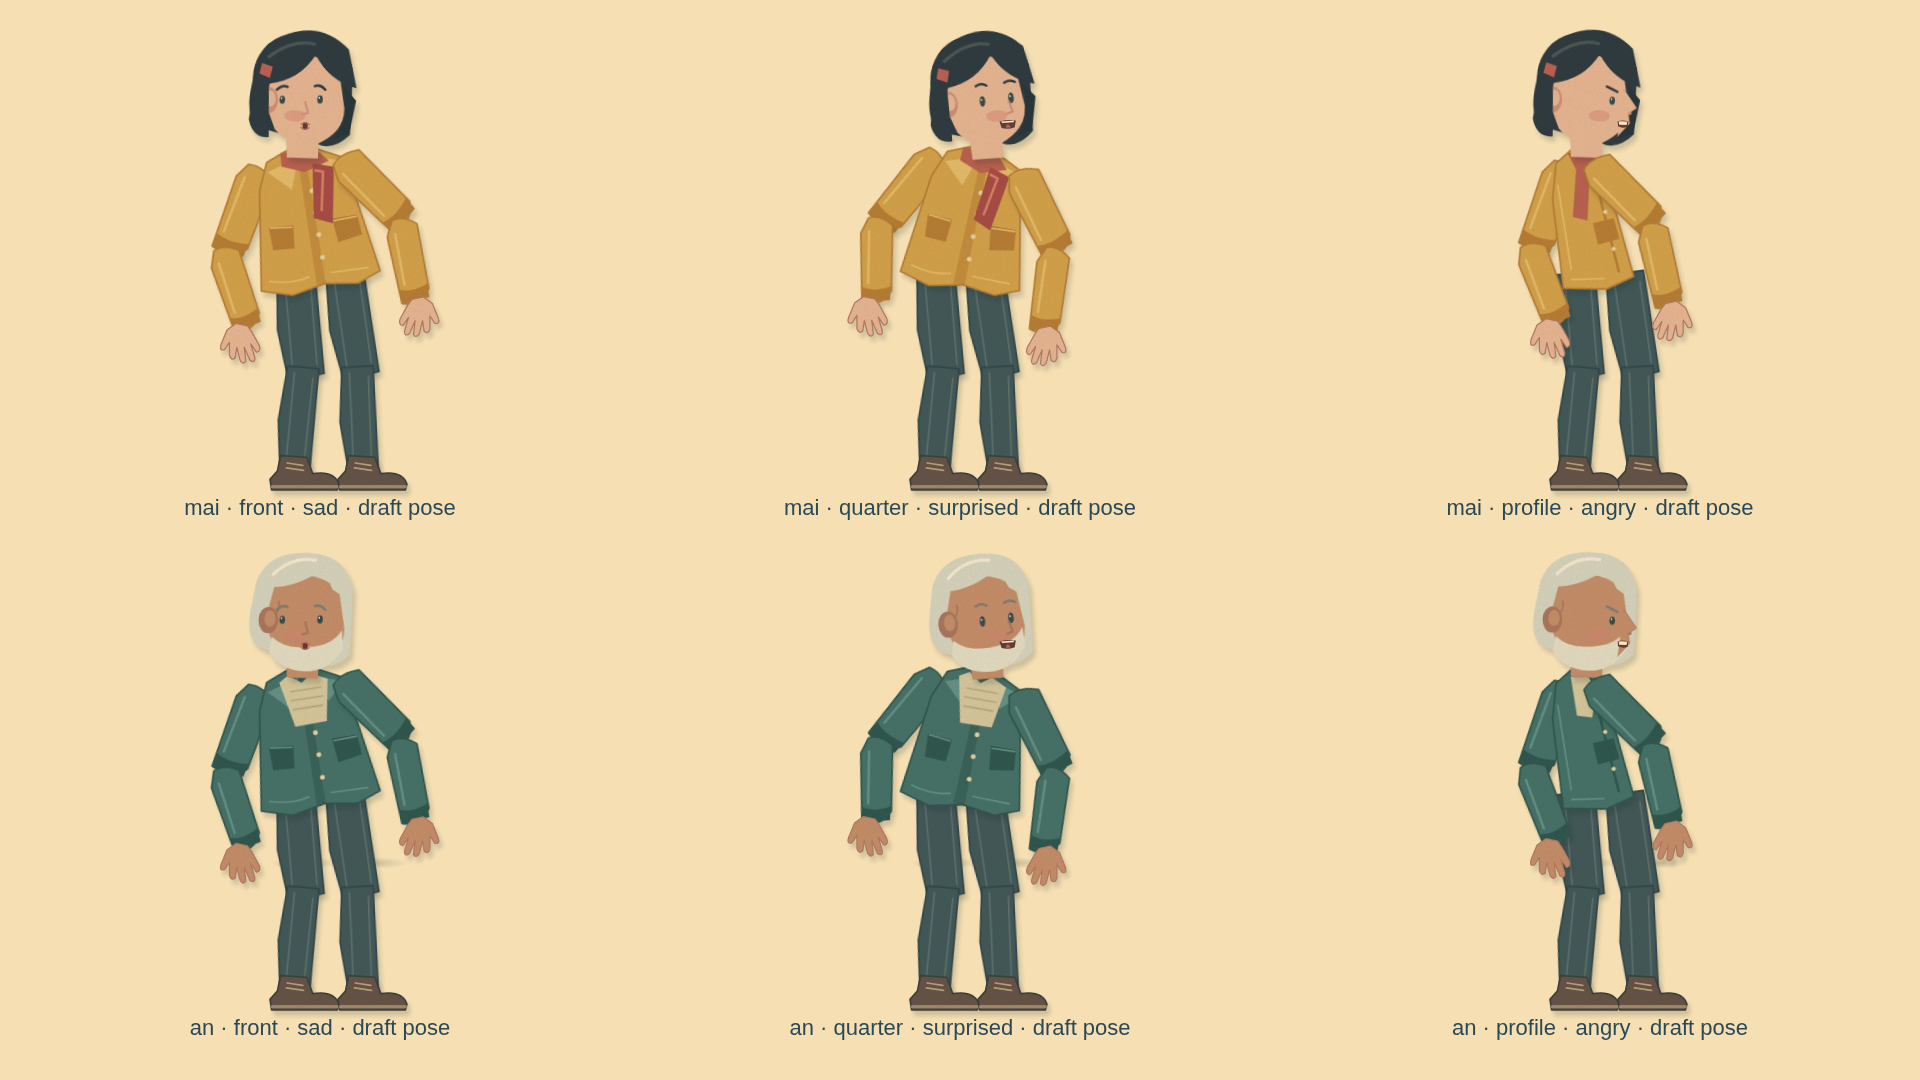 mai · front · sad · draft pose
mai · quarter · surprised · draft pose
mai · profile · angry · draft pose
an · front · sad · draft pose
an · quarter · surprised · draft pose
an · profile · angry · draft pose